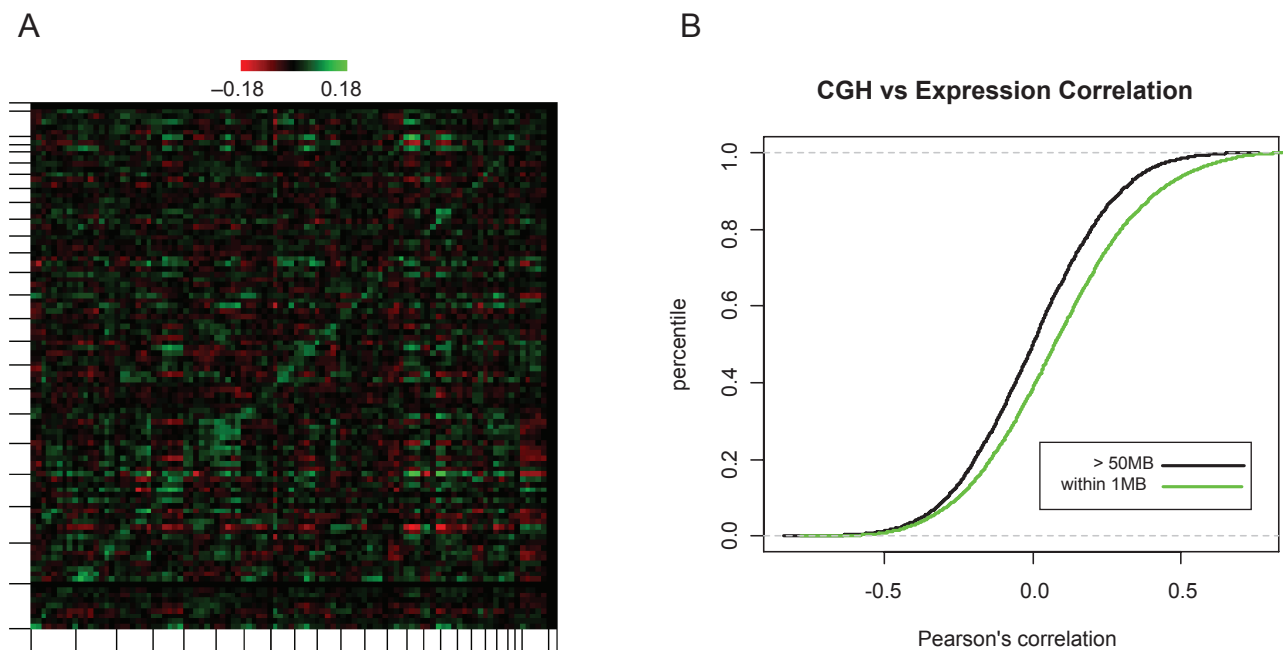 A
–0.18 0.18
B
CGH vs Expression Correlation
percentile
1.0
0.8
0.6
0.4
0.2
0.0
> 50MB
within 1MB
-0.5 0.0 0.5
Pearson's correlation